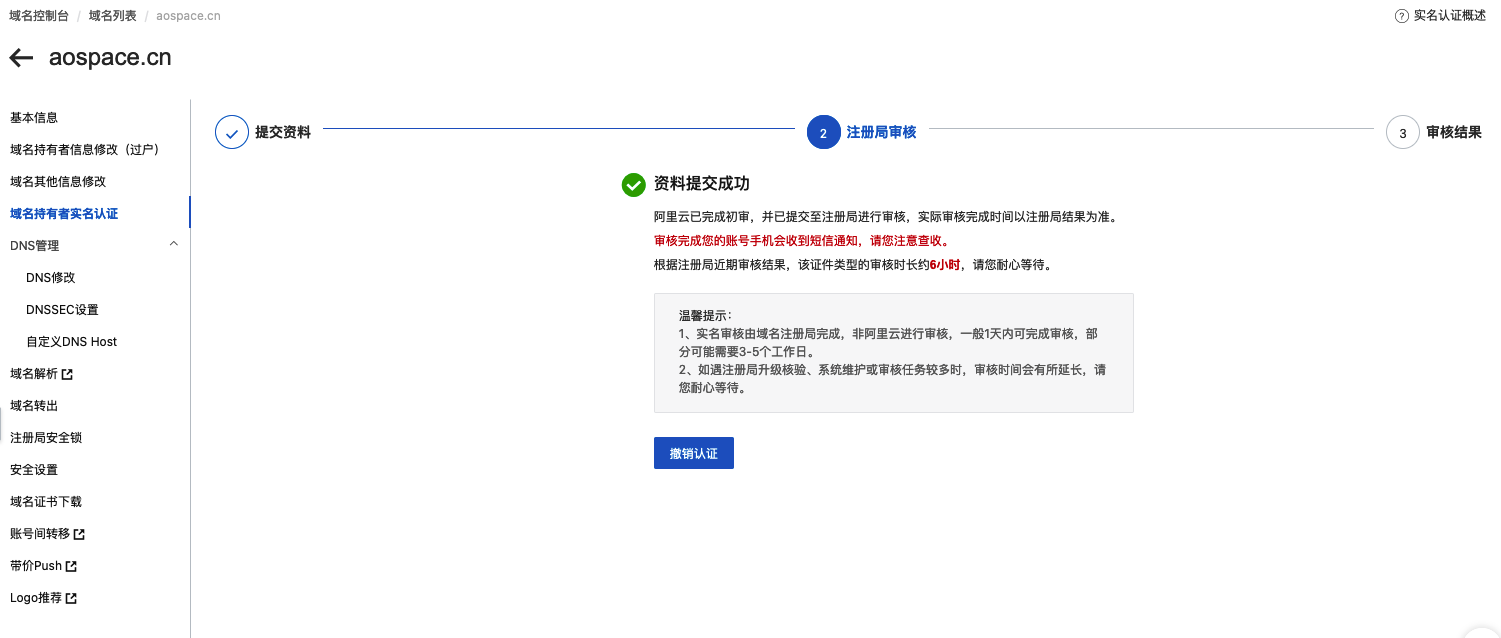 域名控制台 / 域名列表 / aospace.cn
实名认证概述
aospace.cn
基本信息
域名持有者信息修改（过户）
域名其他信息修改
域名持有者实名认证
DNS管理
DNS修改
DNSSEC设置
自定义DNS Host
域名解析
域名转出
注册局安全锁
安全设置
域名证书下载
账号间转移
带价Push
Logo推荐
提交资料
2 注册局审核
3 审核结果
资料提交成功
阿里云已完成初审，并已提交至注册局进行审核，实际审核完成时间以注册局结果为准。
审核完成您的账号手机会收到短信通知，请您注意查收。
根据注册局近期审核结果，该证件类型的审核时长约6小时，请您耐心等待。
温馨提示：
1、实名审核由域名注册局完成，非阿里云进行审核，一般1天内可完成审核，部
分可能需要3-5个工作日。
2、如遇注册局升级核验、系统维护或审核任务较多时，审核时间会有所延长，请
您耐心等待。
撤销认证